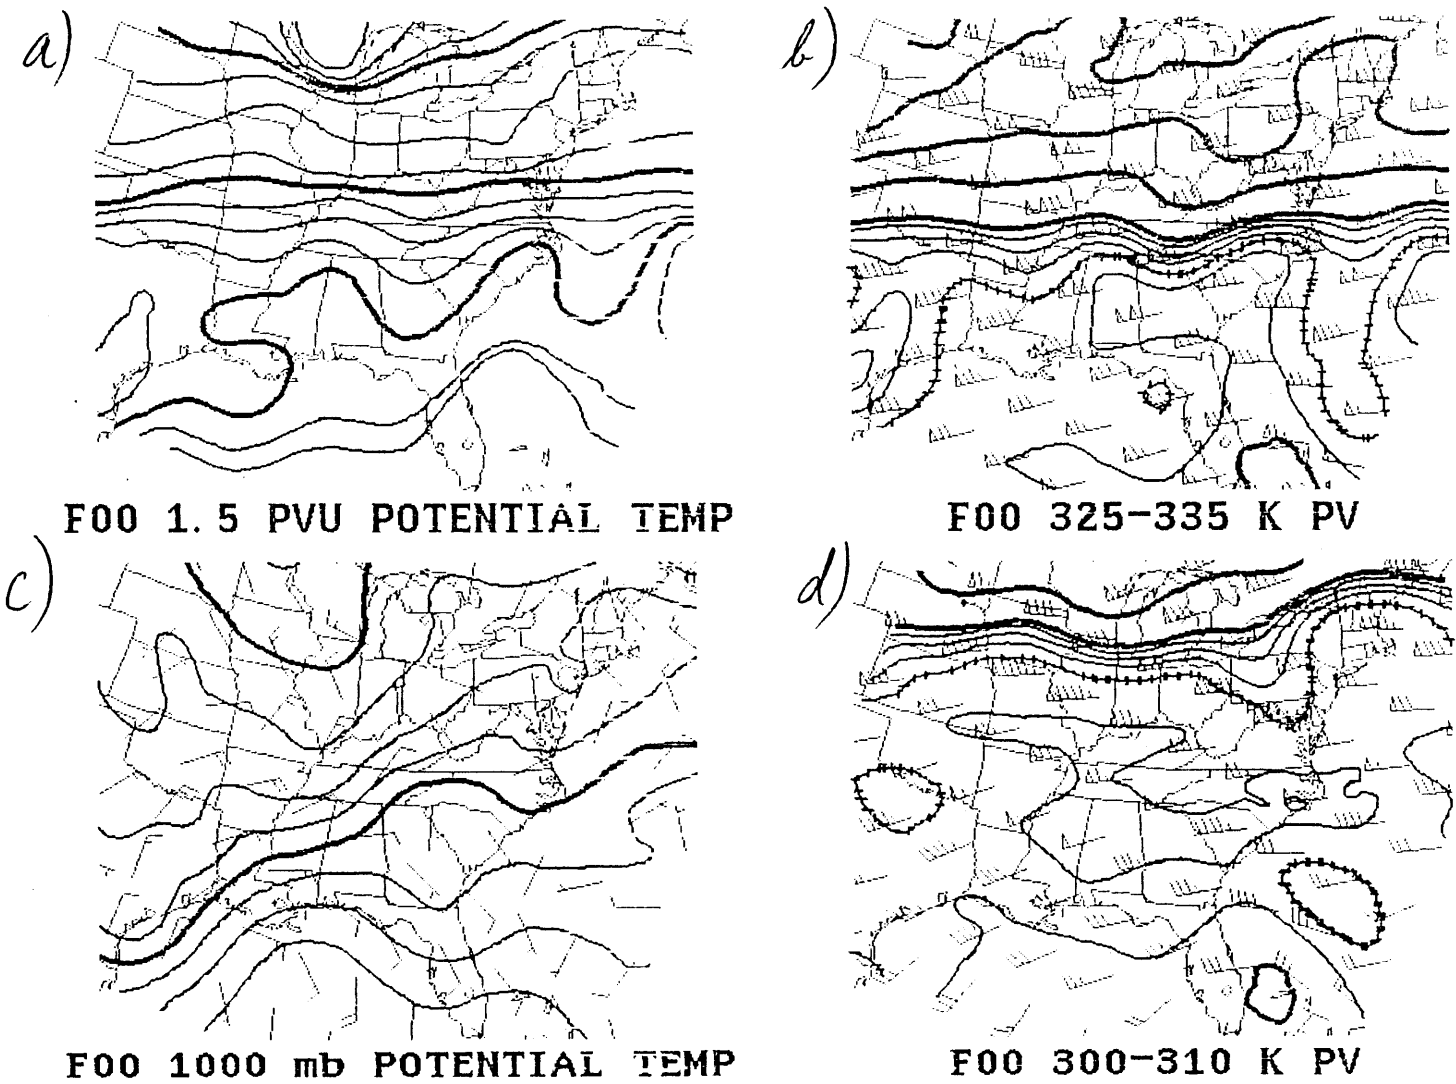 a) b)
F00 1.5 PVU POTENTIAL TEMP F00 325-335 K PV
c) d)
F00 1000 mb POTENTIAL TEMP F00 300-310 K PV